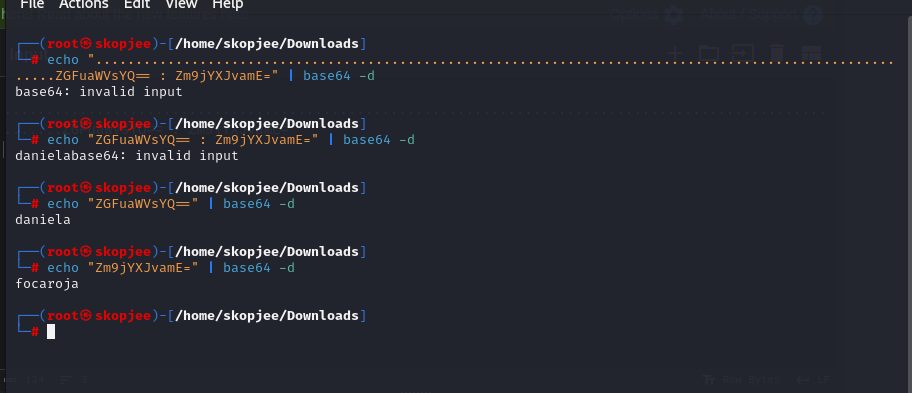 File Actions Edit View Help
┌──(root㉿skopjee)-[/home/skopjee/Downloads]
└─# echo "....................................................................................................
.....ZGFuaWVsYQ== : Zm9jYXJvamE=" | base64 -d
base64: invalid input
┌──(root㉿skopjee)-[/home/skopjee/Downloads]
└─# echo "ZGFuaWVsYQ== : Zm9jYXJvamE=" | base64 -d
danielabase64: invalid input
┌──(root㉿skopjee)-[/home/skopjee/Downloads]
└─# echo "ZGFuaWVsYQ==" | base64 -d
daniela
┌──(root㉿skopjee)-[/home/skopjee/Downloads]
└─# echo "Zm9jYXJvamE=" | base64 -d
focaroja
┌──(root㉿skopjee)-[/home/skopjee/Downloads]
└─#